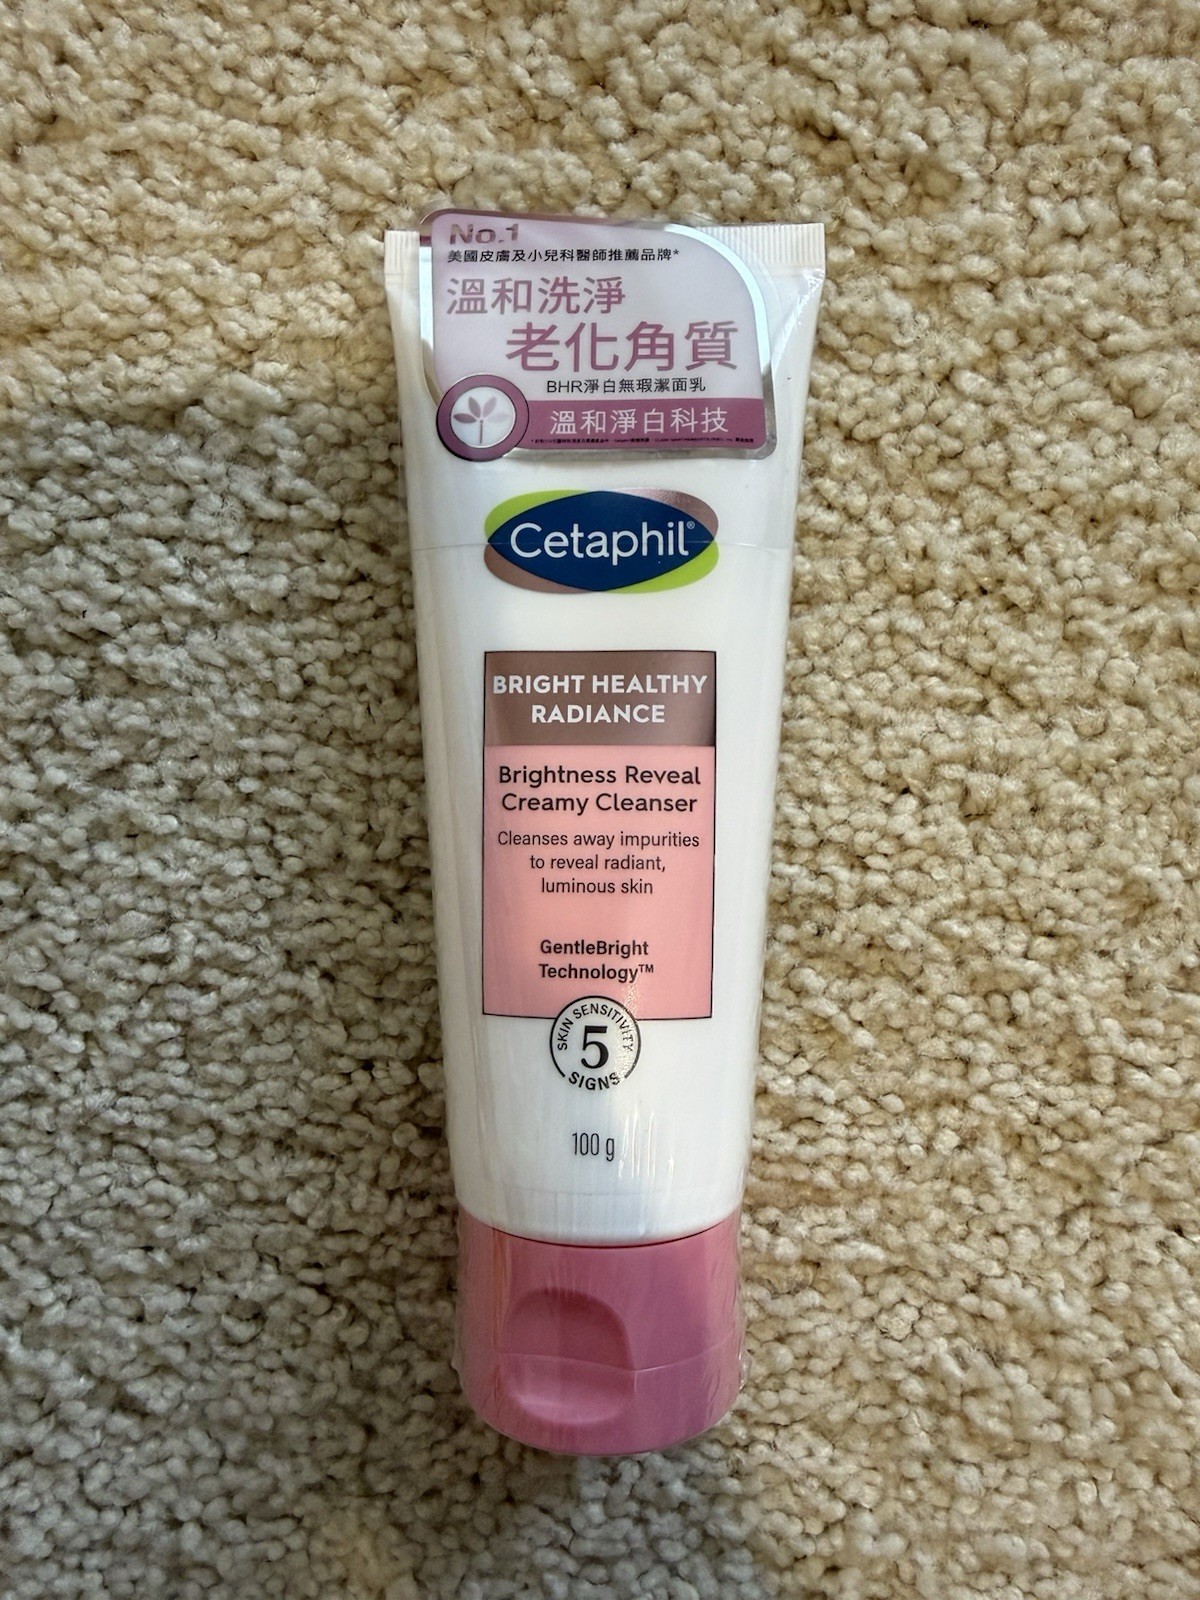 No.1
美國皮膚及小兒科醫師推薦品牌*
溫和洗淨
老化角質
BHR淨白無瑕潔面乳
溫和淨白科技
Cetaphil®
BRIGHT HEALTHY
RADIANCE
Brightness Reveal
Creamy Cleanser
Cleanses away impurities
to reveal radiant,
luminous skin
GentleBright
Technology™
SKIN SENSITIVITY
5
SIGNS
100 g